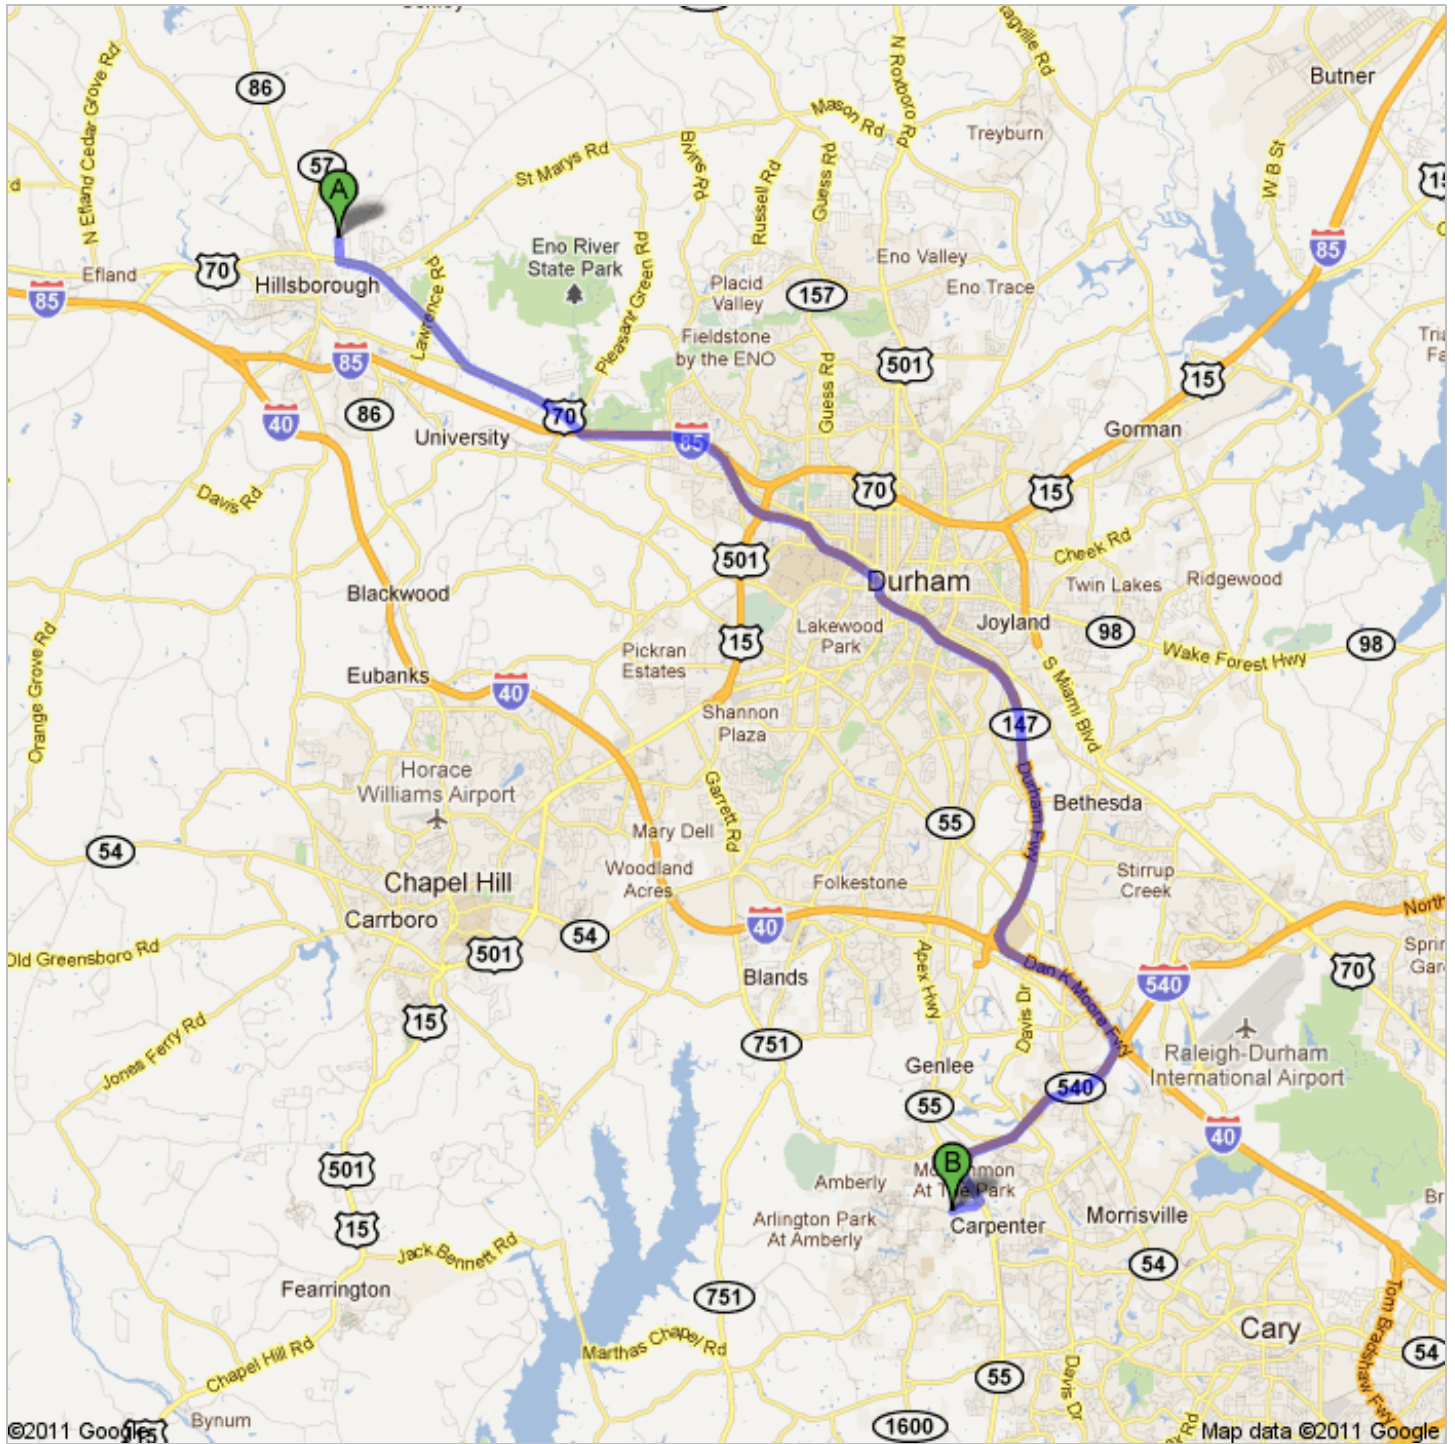 86
N Efland Cedar Grove Rd
57
A
St Marys Rd
Bivins Rd
Mason Rd
N Roxboro Rd
Treyburn
Butner
W B St
Russell Rd
Guess Rd
Efland
70
Hillsborough
85
Lawrence Rd
Eno River
State Park
Pleasant Green Rd
Placid
Valley
157
Eno Valley
Eno Trace
85
Fieldstone
by the ENO
501
Guess Rd
15
85
86
40
70
University
85
Gorman
Davis Rd
70
15
501
Cheek Rd
Durham
Twin Lakes
Ridgewood
Blackwood
Lakewood
Park
Joyland
98
98
Wake Forest Hwy
15
Pickran
Estates
Orange Grove Rd
Eubanks
40
S Miami Blvd
Shannon
Plaza
147
Durham Fwy
Horace
Williams Airport
Garrett Rd
Bethesda
55
Mary Dell
54
Woodland
Acres
Folkestone
Stirrup
Creek
Chapel Hill
Carrboro
40
54
501
Old Greensboro Rd
Apex Hwy
Dan K Moore Fwy
Davis Dr
540
70
Blands
15
Jones Ferry Rd
751
Genlee
Raleigh-Durham
International Airport
540
55
40
B
Amberly
At The Park
501
15
Arlington Park
At Amberly
Carpenter
Morrisville
54
Jack Bennett Rd
Fearrington
751
Cary
Tom Bradshaw Fwy
54
Marthas Chapel Rd
Chapel Hill Rd
55
Davis Dr
Bynum
1600
15
©2011 Google
Map data ©2011 Google